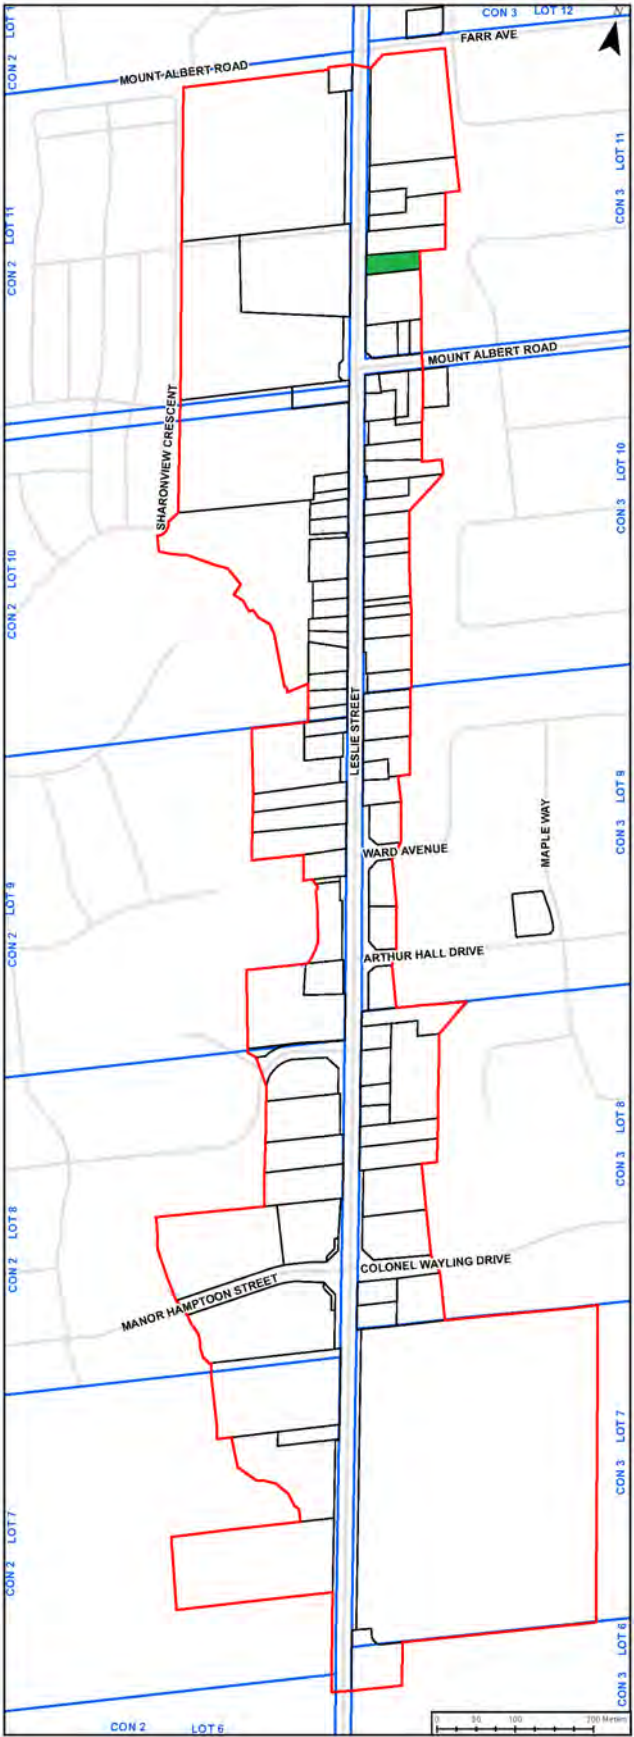 CON 3 LOT 12
N
FARR AVE
MOUNT ALBERT ROAD
CON 2 LOT 1
CON 3 LOT 11
CON 2 LOT 11
MOUNT ALBERT ROAD
SHARONVIEW CRESCENT
CON 3 LOT 10
CON 2 LOT 10
LESLIE STREET
CON 3 LOT 9
MAPLE WAY
WARD AVENUE
CON 2 LOT 9
ARTHUR HALL DRIVE
CON 3 LOT 8
CON 2 LOT 8
COLONEL WAYLING DRIVE
MANOR HAMPTOON STREET
CON 3 LOT 7
CON 2 LOT 7
CON 3 LOT 6
CON 2 LOT 6
0 50 100 200 Meters